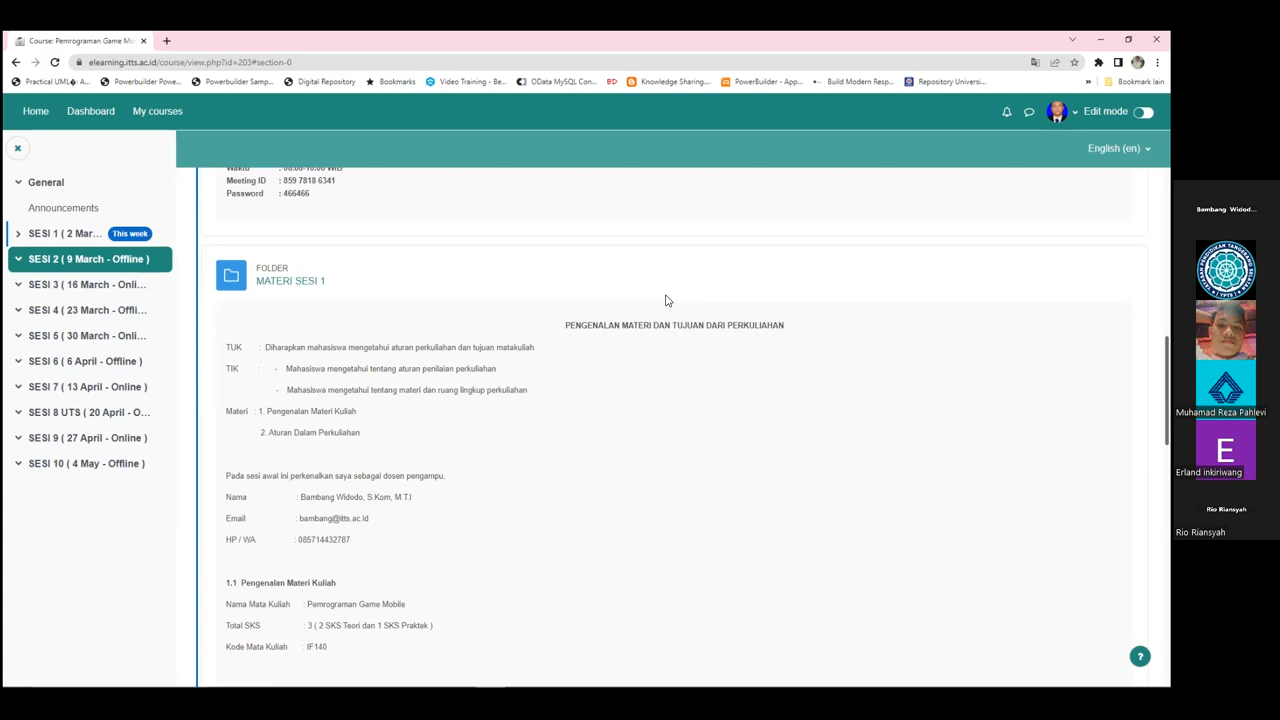 Course: Pemrograman Game Mo
elearning.itts.ac.id/course/view.php?id=203#section-0
Practical UML
Powerbuilder Power...
PowerBuilder Samp...
Digital Repository
Bookmarks
Video Training - Be...
OData MySQL Con...
BD
Knowledge Sharing....
PowerBuilder - App...
Build Modern Resp...
Repository Universi...
»
Bookmark lain
Home
Dashboard
My courses
Edit mode
English (en)
General
Announcements
SESI 1 ( 2 Mar...
This week
SESI 2 ( 9 March - Offline )
SESI 3 ( 16 March - Onli...
SESI 4 ( 23 March - Offli...
SESI 5 ( 30 March - Onli...
SESI 6 ( 6 April - Offline )
SESI 7 ( 13 April - Online )
SESI 8 UTS ( 20 April - O...
SESI 9 ( 27 April - Online )
SESI 10 ( 4 May - Offline )
Meeting ID : 859 7818 6341
Password : 466466
FOLDER
MATERI SESI 1
PENGENALAN MATERI DAN TUJUAN DARI PERKULIAHAN
TUK : Diharapkan mahasiswa mengetahui aturan perkuliahan dan tujuan matakuliah
TIK : - Mahasiswa mengetahui tentang aturan penilaian perkuliahan
- Mahasiswa mengetahui tentang materi dan ruang lingkup perkuliahan
Materi : 1. Pengenalan Materi Kuliah
2. Aturan Dalam Perkuliahan
Pada sesi awal ini perkenalkan saya sebagai dosen pengampu,
Nama : Bambang Widodo, S.Kom, M.T.I
Email : bambang@itts.ac.id
HP / WA : 085714432787
1.1 Pengenalan Materi Kuliah
Nama Mata Kuliah : Pemrograman Game Mobile
Total SKS : 3 ( 2 SKS Teori dan 1 SKS Praktek )
Kode Mata Kuliah : IF140
?
Bambang Widod...
Muhamad Reza Pahlevi
E
Erland inkiriwang
Rio Riansyah
Rio Riansyah